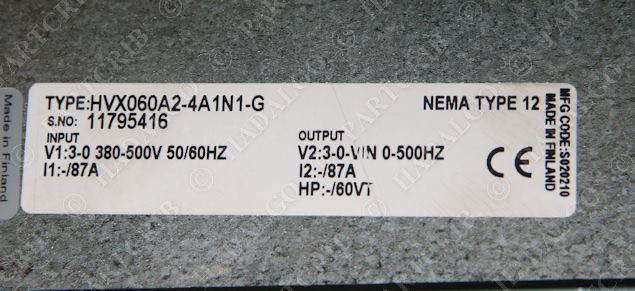 TYPE:HVX060A2-4A1N1-G
S.NO: 11795416
INPUT
V1:3-0 380-500V 50/60HZ
I1:-/87A
OUTPUT
V2:3-0-VIN 0-500HZ
I2:-/87A
HP:-/60VT
NEMA TYPE 12
CE
MFG CODE:S020210
MADE IN FINLAND
Made in Finland